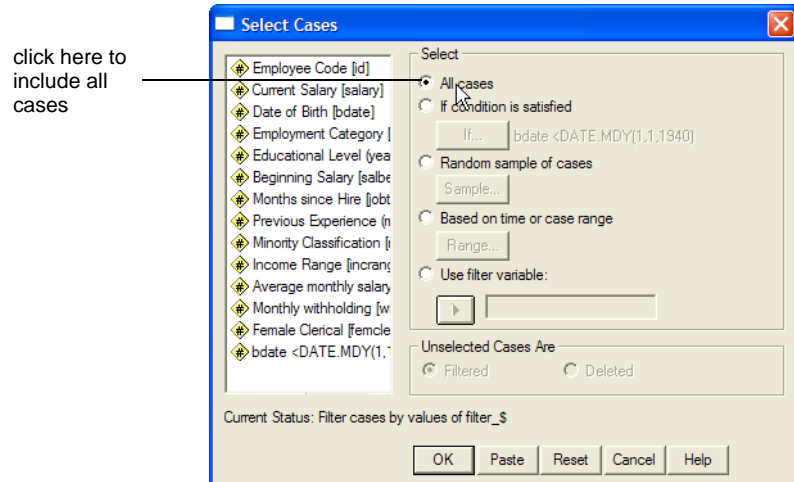 Select Cases
click here to
include all
cases
Employee Code [id]
Current Salary [salary]
Date of Birth [bdate]
Employment Category [
Educational Level (yea
Beginning Salary [salbe
Months since Hire [jobt
Previous Experience (m
Minority Classification [
Income Range [incrang
Average monthly salary
Monthly withholding [w
Female Clerical [femcle
bdate <DATE.MDY(1,
Select
All cases
If condition is satisfied
If... bdate <DATE.MDY(1,1,1940)
Random sample of cases
Sample...
Based on time or case range
Range...
Use filter variable:
Unselected Cases Are
Filtered Deleted
Current Status: Filter cases by values of filter_$
OK Paste Reset Cancel Help